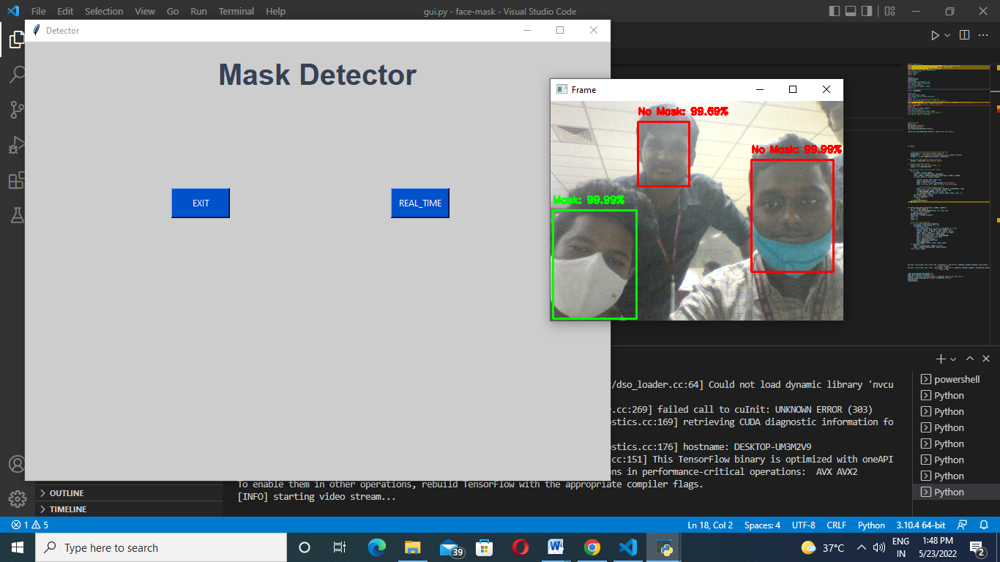 File Edit Selection View Go Run Terminal Help
gui.py - face-mask - Visual Studio Code
Detector
Mask Detector
EXIT
REAL_TIME
Frame
No Mask: 99.69%
No Mask: 99.99%
Mask: 99.99%
/dso_loader.cc:64] Could not load dynamic library 'nvcu
.cc:269] failed call to cuInit: UNKNOWN ERROR (303)
ostics.cc:169] retrieving CUDA diagnostic information fo
ostics.cc:176] hostname: DESKTOP-UM3M2V9
cc:151] This TensorFlow binary is optimized with oneAPI
ons in performance-critical operations: AVX AVX2
To enable them in other operations, rebuild TensorFlow with the appropriate compiler flags.
[INFO] starting video stream...
powershell
Python
Python
Python
Python
Python
Python
Python
OUTLINE
TIMELINE
1 5
Ln 18, Col 2 Spaces: 4 UTF-8 CRLF Python 3.10.4 64-bit
Type here to search
39
37°C
ENG
IN
1:48 PM
5/23/2022
2